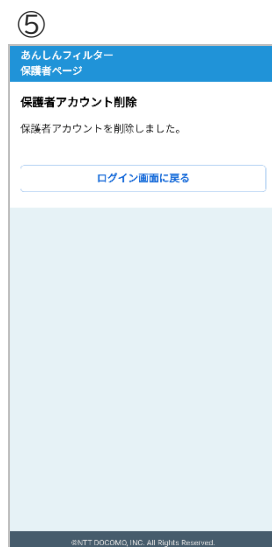 ⑤
あんしんフィルター
保護者ページ
保護者アカウント削除
保護者アカウントを削除しました。
ログイン画面に戻る
©NTT DOCOMO, INC. All Rights Reserved.